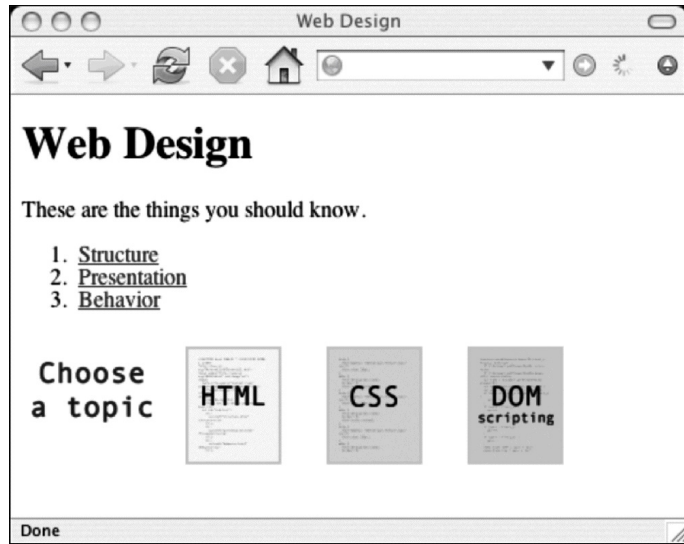 Web Design
Web Design
These are the things you should know.
1. Structure
2. Presentation
3. Behavior
Choose
a topic
HTML
CSS
DOM
scripting
Done